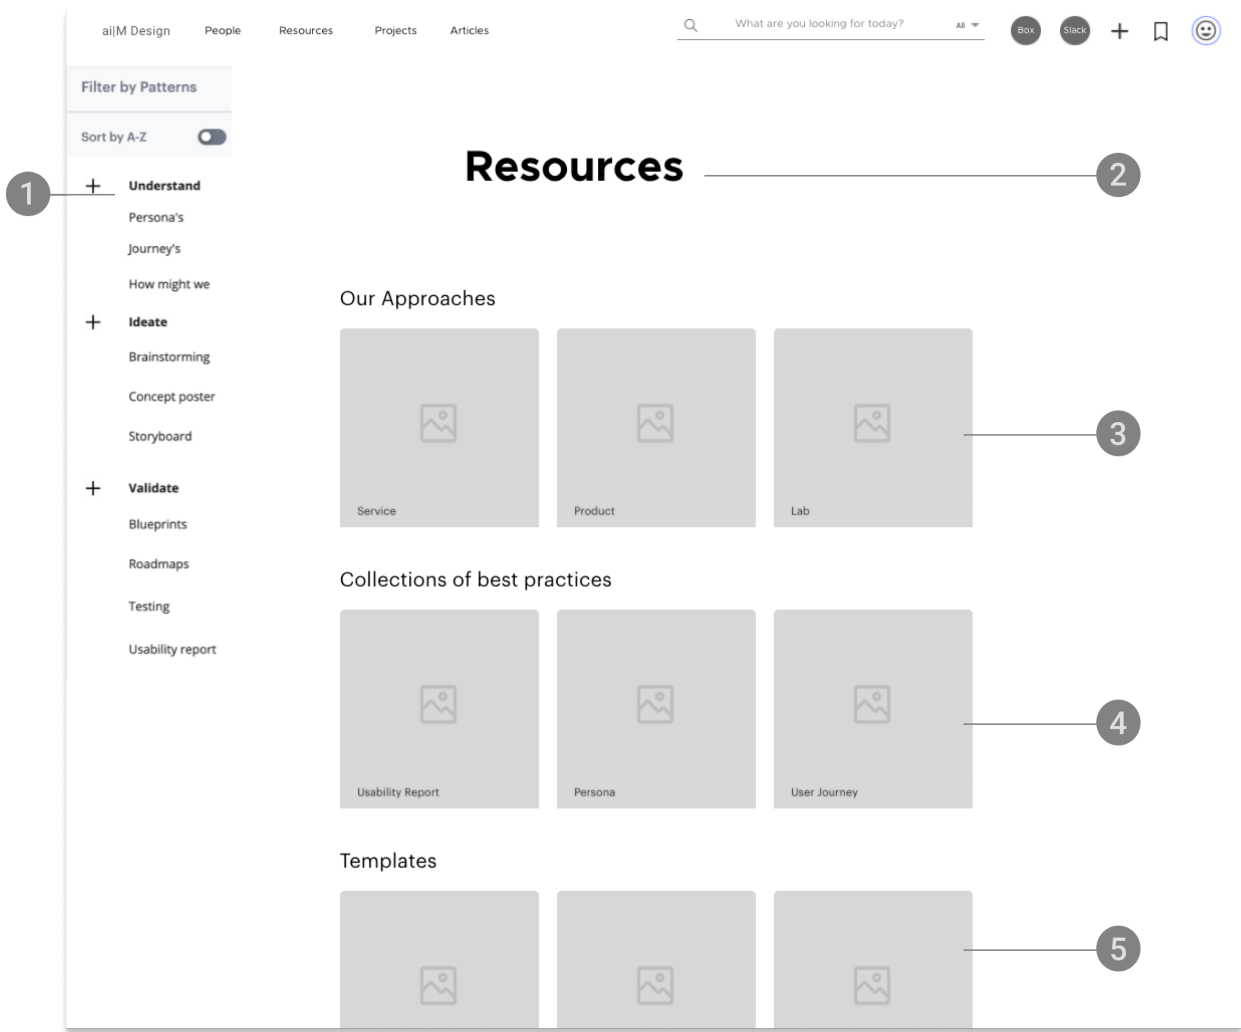 ai|M Design People Resources Projects Articles What are you looking for today? All Box Slack
Filter by Patterns
Sort by A-Z
1
Understand
Persona's
Journey's
How might we
Ideate
Brainstorming
Concept poster
Storyboard
Validate
Blueprints
Roadmaps
Testing
Usability report
Resources
2
Our Approaches
Service Product Lab
3
Collections of best practices
Usability Report Persona User Journey
4
Templates
5